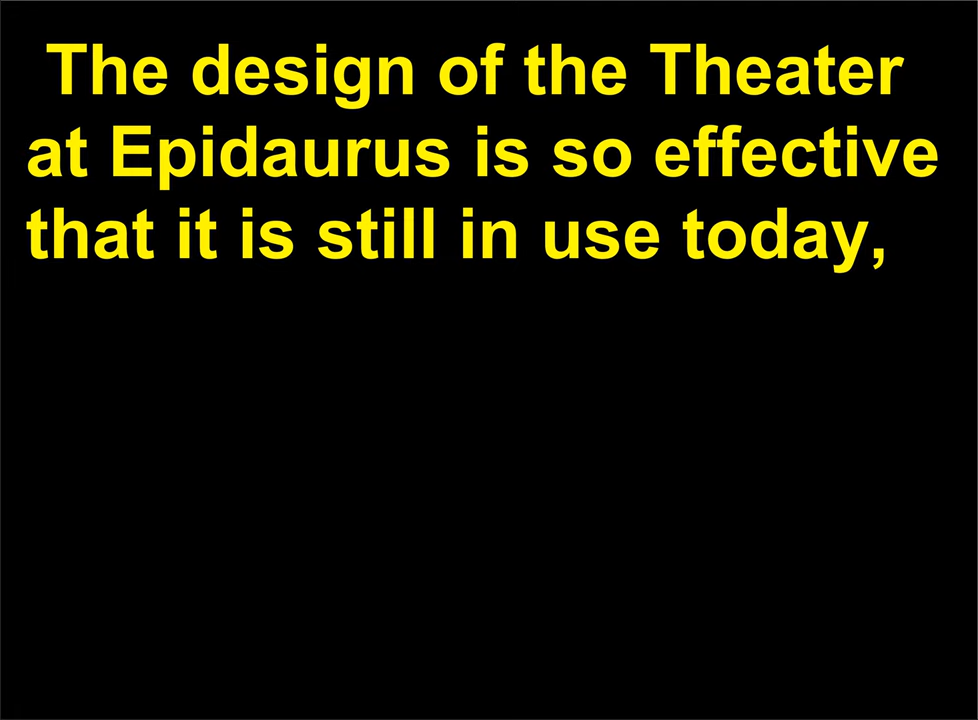 The design of the Theater
at Epidaurus is so effective
that it is still in use today,